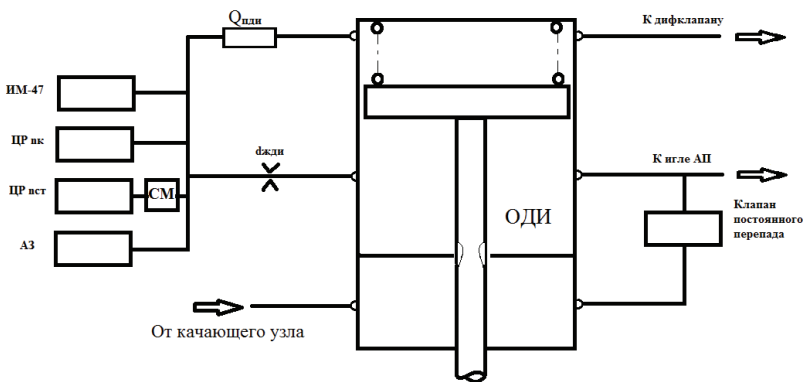 Qпди
К дифклапану
ИМ-47
ЦР вк
dжди
К игле АП
ЦР вст
СМ
Клапан
постоянного
перепада
ОДИ
АЗ
От качающего узла